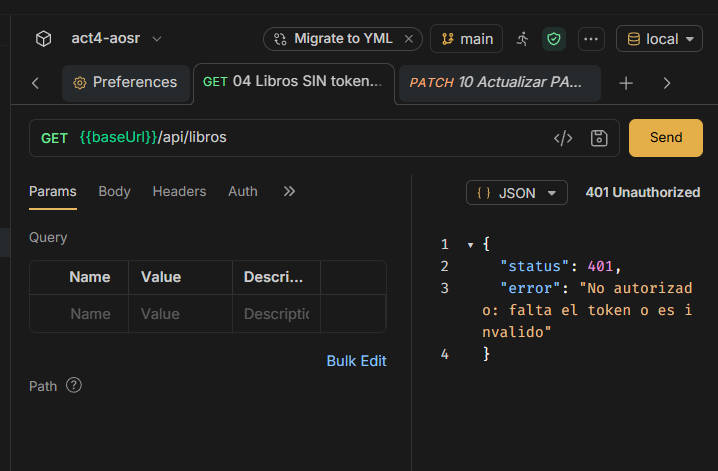 act4-aosr
Migrate to YML
main
local
Preferences
GET 04 Libros SIN token...
PATCH 10 Actualizar PA...
GET {{baseUrl}}/api/libros
Send
Params Body Headers Auth
{ } JSON
401 Unauthorized
Query
Name Value Descri...
Name Value Descriptic
Bulk Edit
Path ?
1 {
2 "status": 401,
3 "error": "No autorizad
o: falta el token o es i
nvalido"
4 }